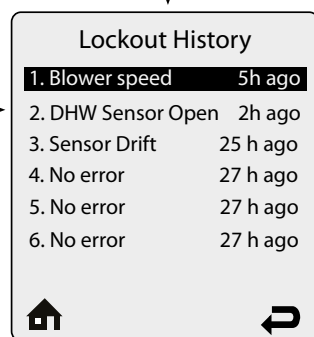 Lockout History
1. Blower speed 5h ago
2. DHW Sensor Open 2h ago
3. Sensor Drift 25 h ago
4. No error 27 h ago
5. No error 27 h ago
6. No error 27 h ago